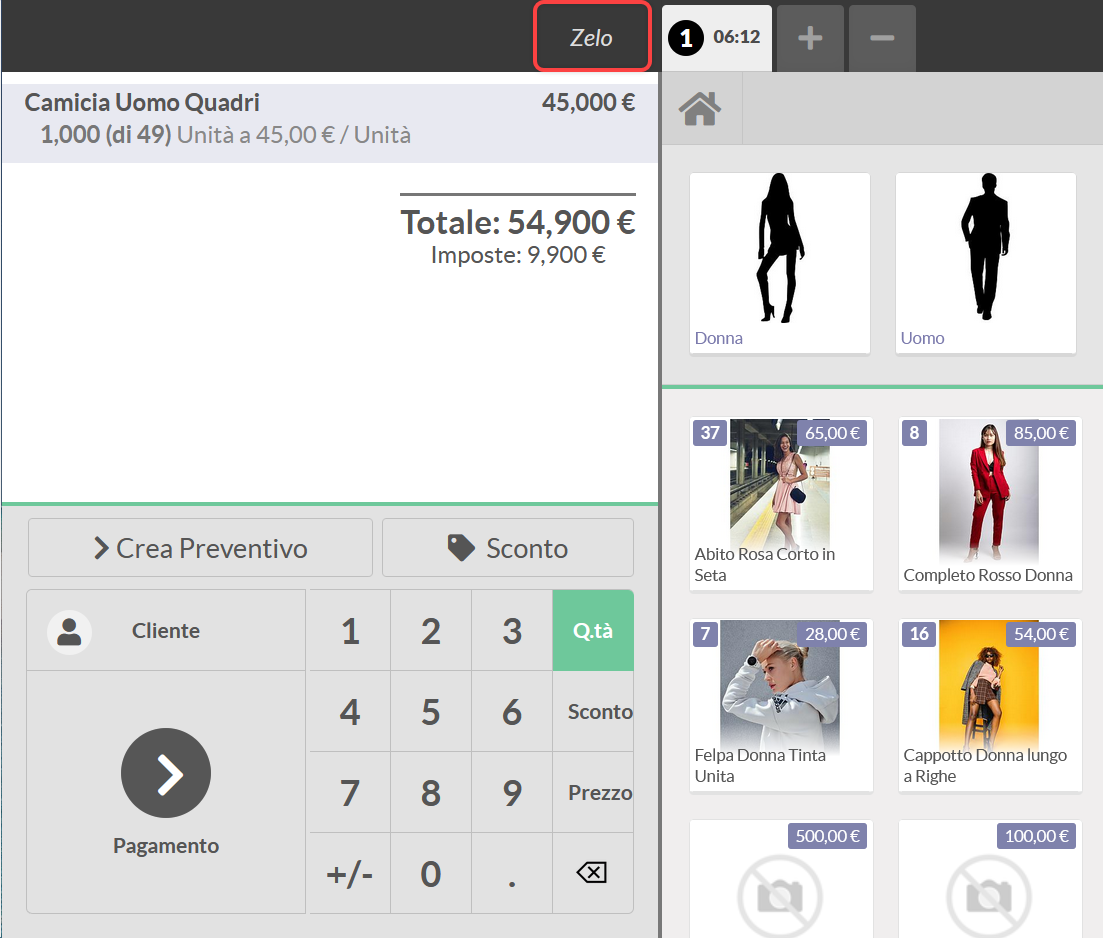 Zelo
1 06:12 + −
Camicia Uomo Quadri 45,000 €
1,000 (di 49) Unità a 45,00 € / Unità
Totale: 54,900 €
Imposte: 9,900 €
Crea Preventivo
Sconto
Cliente
Pagamento
1 2 3 Q.tà
4 5 6 Sconto
7 8 9 Prezzo
+/- 0 .
Donna
Uomo
37 65,00 €
Abito Rosa Corto in
Seta
8 85,00 €
Completo Rosso Donna
7 28,00 €
Felpa Donna Tinta
Unita
16 54,00 €
Cappotto Donna lungo
a Righe
500,00 €
100,00 €